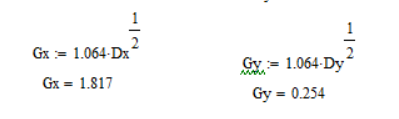 Gx := 1.064·Dx^(1/2)
Gx = 1.817
Gy := 1.064·Dy^(1/2)
Gy = 0.254